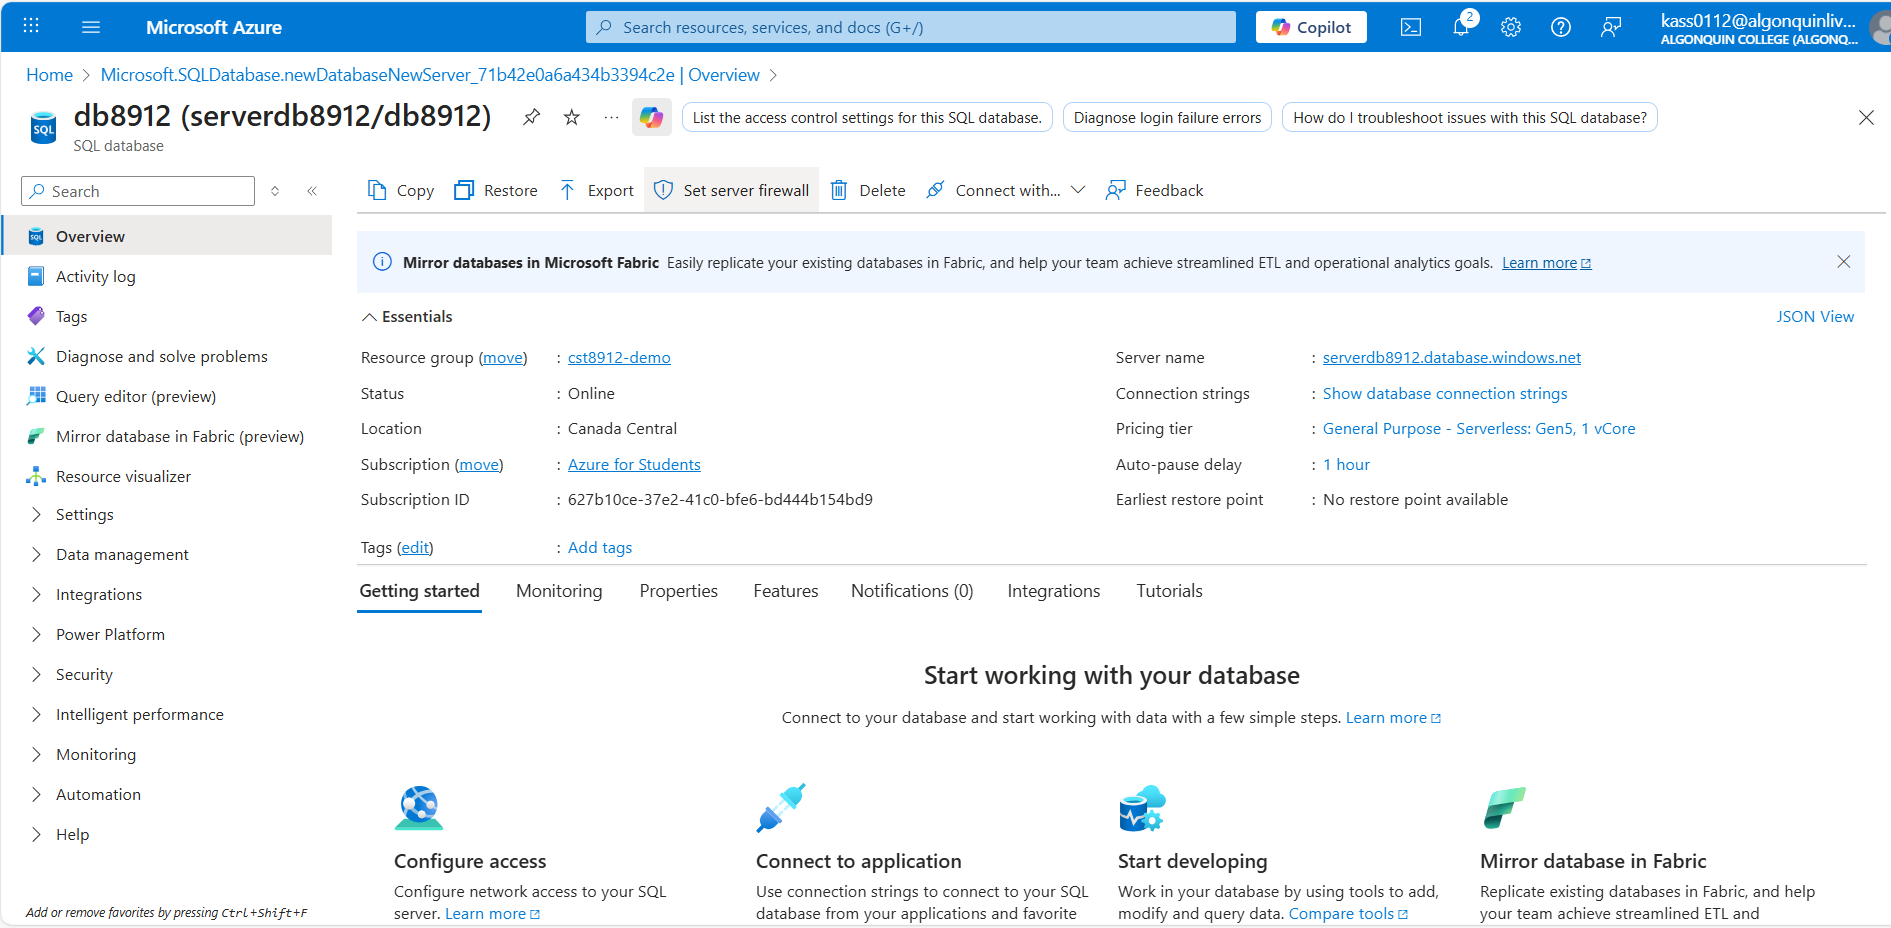 Microsoft Azure
Search resources, services, and docs (G+/)
Copilot
2
kass0112@algonquinliv...
ALGONQUIN COLLEGE (ALGONQ...
Home > Microsoft.SQLDatabase.newDatabaseNewServer_71b42e0a6a434b3394c2e | Overview >
db8912 (serverdb8912/db8912)
SQL
SQL database
List the access control settings for this SQL database.
Diagnose login failure errors
How do I troubleshoot issues with this SQL database?
Search
Copy
Restore
Export
Set server firewall
Delete
Connect with...
Feedback
Overview
Activity log
Tags
Diagnose and solve problems
Query editor (preview)
Mirror database in Fabric (preview)
Resource visualizer
Settings
Data management
Integrations
Power Platform
Security
Intelligent performance
Monitoring
Automation
Help
Add or remove favorites by pressing Ctrl+Shift+F
Mirror databases in Microsoft Fabric Easily replicate your existing databases in Fabric, and help your team achieve streamlined ETL and operational analytics goals. Learn more
Essentials
JSON View
Resource group (move) : cst8912-demo
Status : Online
Location : Canada Central
Subscription (move) : Azure for Students
Subscription ID : 627b10ce-37e2-41c0-bfe6-bd444b154bd9
Tags (edit) : Add tags
Server name : serverdb8912.database.windows.net
Connection strings : Show database connection strings
Pricing tier : General Purpose - Serverless: Gen5, 1 vCore
Auto-pause delay : 1 hour
Earliest restore point : No restore point available
Getting started
Monitoring
Properties
Features
Notifications (0)
Integrations
Tutorials
Start working with your database
Connect to your database and start working with data with a few simple steps. Learn more
Configure access
Configure network access to your SQL
server. Learn more
Connect to application
Use connection strings to connect to your SQL
database from your applications and favorite
Start developing
Work in your database by using tools to add,
modify and query data. Compare tools
Mirror database in Fabric
Replicate existing databases in Fabric, and help
your team achieve streamlined ETL and